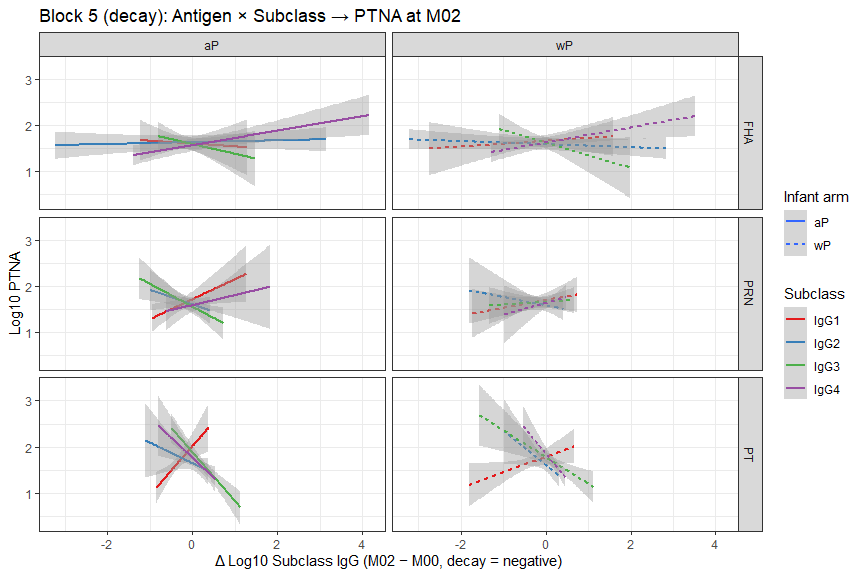 Block 5 (decay): Antigen × Subclass → PTNA at M02
aP
wP
3
2
1
FHA
3
2
1
PRN
3
2
1
PT
Log10 PTNA
-2
0
2
4
-2
0
2
4
Δ Log10 Subclass IgG (M02 − M00, decay = negative)
Infant arm
aP
wP
Subclass
IgG1
IgG2
IgG3
IgG4